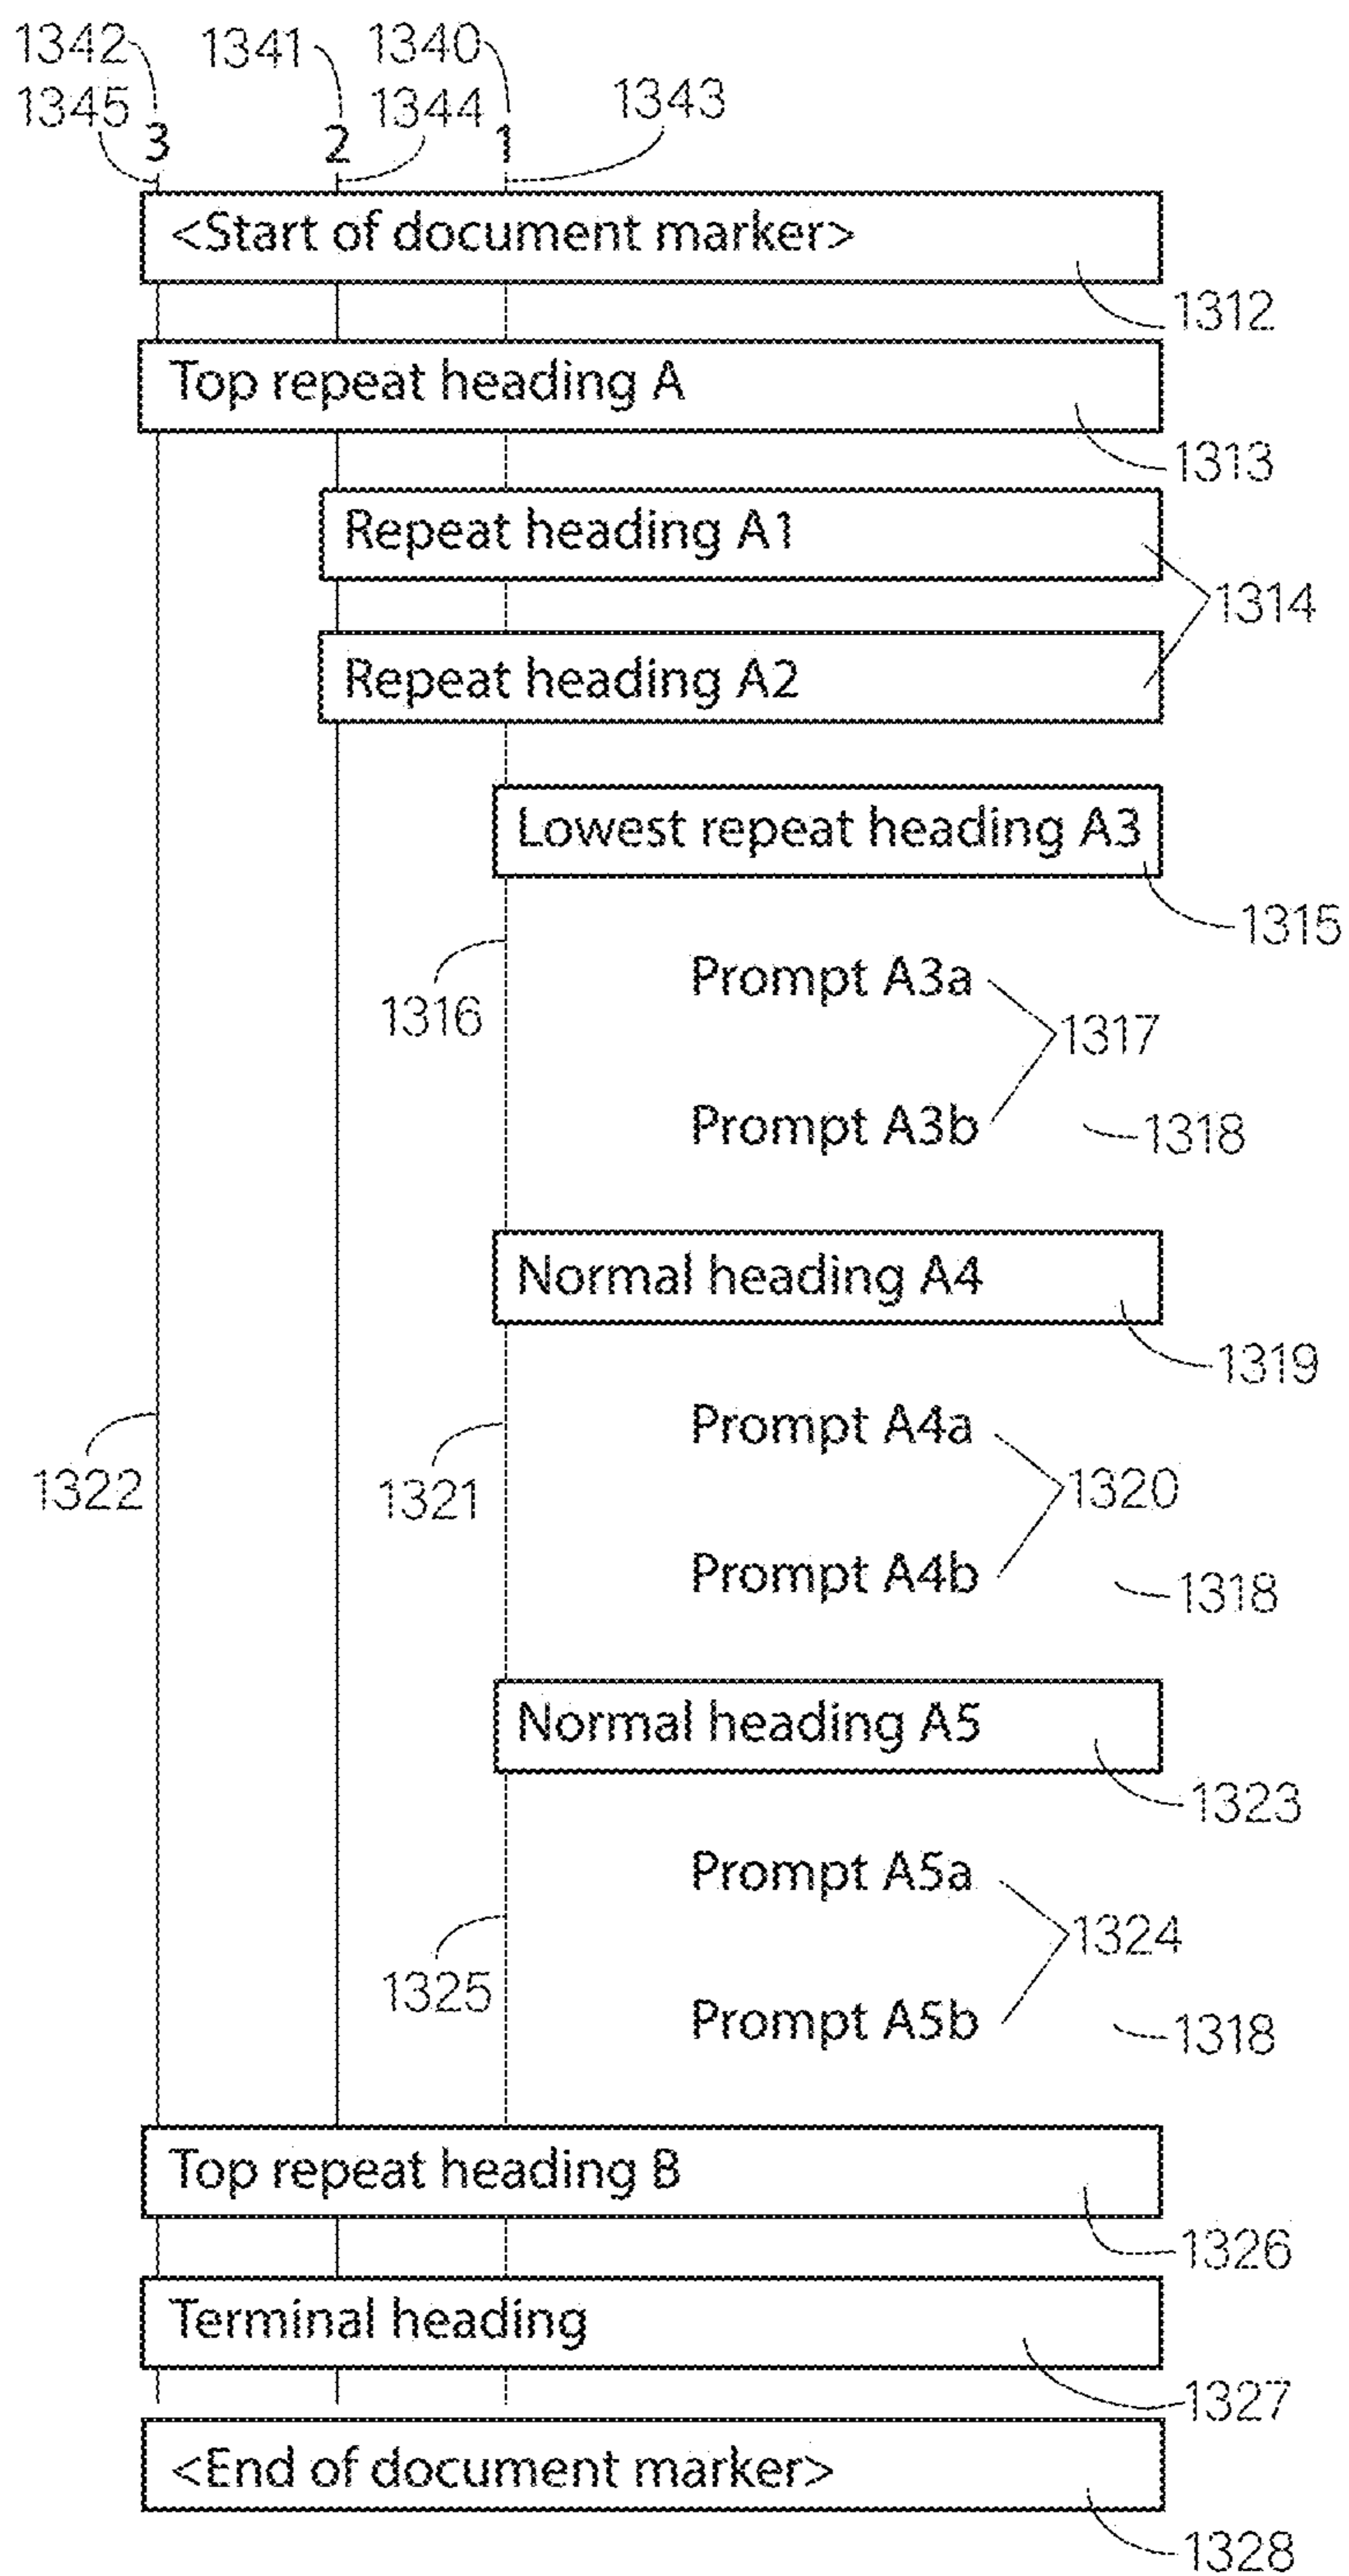 1342 1341 1340
1345 3 2 1344 1 1343
<Start of document marker>
1312
Top repeat heading A
1313
Repeat heading A1
1314
Repeat heading A2
Lowest repeat heading A3
1315
Prompt A3a
1316 1317
Prompt A3b 1318
Normal heading A4
1319
Prompt A4a
1322 1321 1320
Prompt A4b 1318
Normal heading A5
1323
Prompt A5a
1324
1325
Prompt A5b 1318
Top repeat heading B
1326
Terminal heading
1327
<End of document marker>
1328